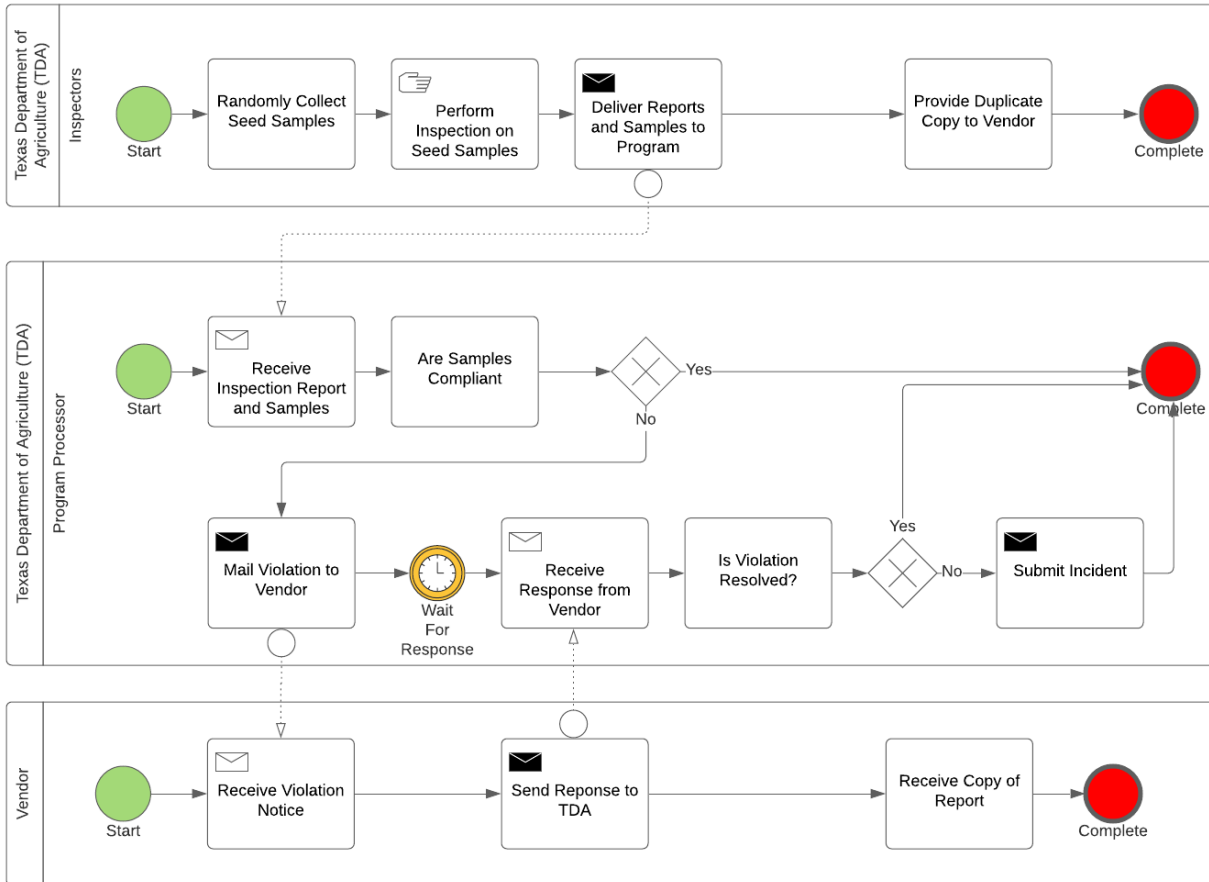 Texas Department of
Agriculture (TDA)
Inspectors
Start
Randomly Collect
Seed Samples
Perform
Inspection on
Seed Samples
Deliver Reports
and Samples to
Program
Provide Duplicate
Copy to Vendor
Complete
Texas Department of Agriculture (TDA)
Program Processor
Start
Receive
Inspection Report
and Samples
Are Samples
Compliant
Yes
No
Complete
Mail Violation to
Vendor
Wait
For
Response
Receive
Response from
Vendor
Is Violation
Resolved?
Yes
No
Submit Incident
Vendor
Start
Receive Violation
Notice
Send Reponse to
TDA
Receive Copy of
Report
Complete